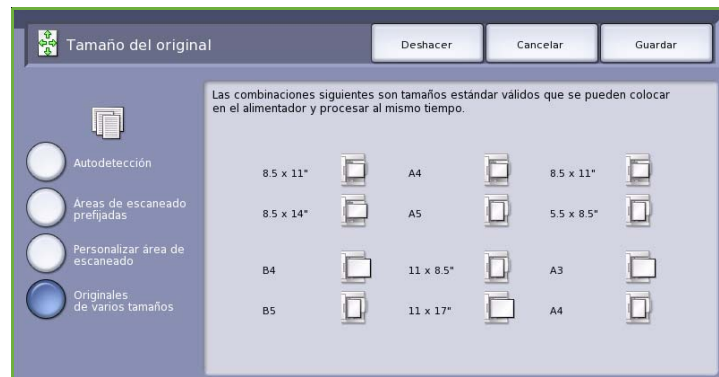 Tamaño del original
Deshacer
Cancelar
Guardar
Las combinaciones siguientes son tamaños estándar válidos que se pueden colocar
en el alimentador y procesar al mismo tiempo.
Autodetección
Áreas de escaneado
prefijadas
Personalizar área de
escaneado
Originales
de varios tamaños
8.5 x 11" A4 8.5 x 11"
8.5 x 14" A5 5.5 x 8.5"
B4 11 x 8.5" A3
B5 11 x 17" A4